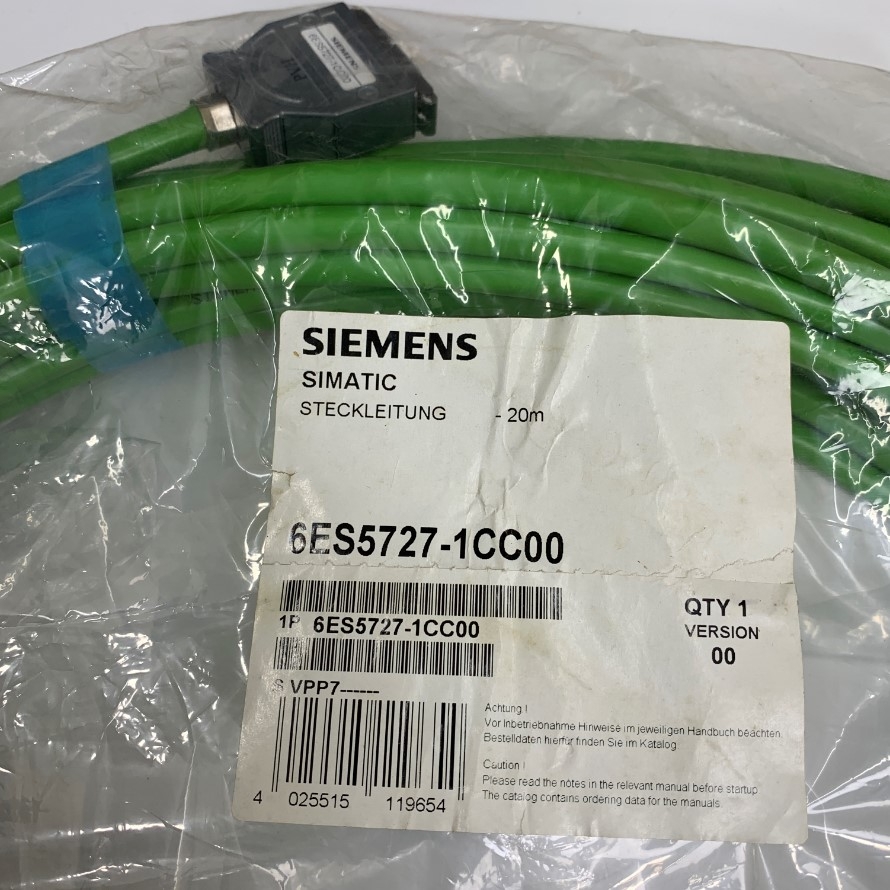 SIEMENS
SIEMENS
SIMATIC
STECKLEITUNG - 20m
6ES5727-1CC00
1P 6ES5727-1CC00
QTY 1
VERSION
00
S VPP7------
Achtung !
Vor Inbetriebnahme Hinweise im jeweiligen Handbuch beachten.
Bestelldaten hierfür finden Sie im Katalog
Caution !
Please read the notes in the relevant manual before startup.
The catalog contains ordering data for the manuals.
4 025515 119654